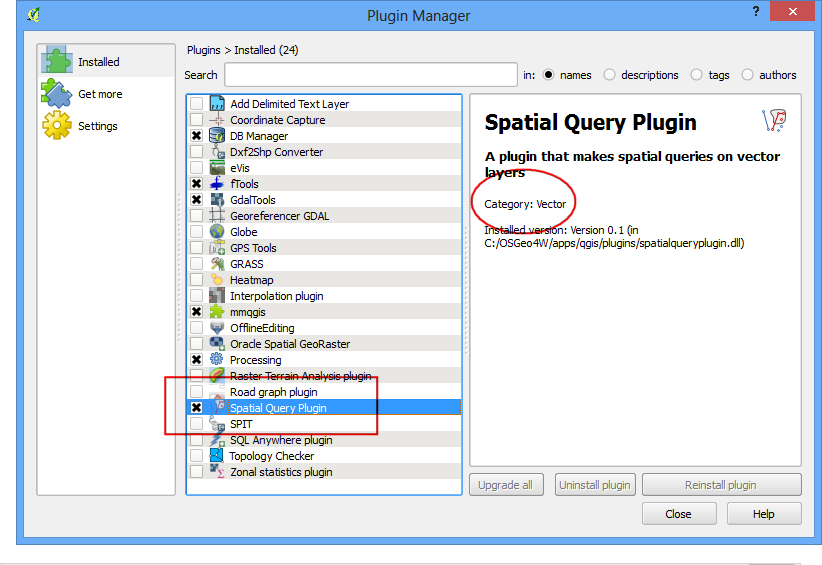 Plugin Manager
?
Installed
Get more
Settings
Plugins > Installed (24)
Search
in: names descriptions tags authors
Add Delimited Text Layer
Coordinate Capture
DB Manager
Dxf2Shp Converter
eVis
fTools
GdalTools
Georeferencer GDAL
Globe
GPS Tools
GRASS
Heatmap
Interpolation plugin
mmqgis
OfflineEditing
Oracle Spatial GeoRaster
Processing
Raster Terrain Analysis plugin
Road graph plugin
Spatial Query Plugin
SPIT
SQL Anywhere plugin
Topology Checker
Zonal statistics plugin
Spatial Query Plugin
A plugin that makes spatial queries on vector
layers
Category: Vector
Installed version: Version 0.1 (in
C:/OSGeo4W/apps/qgis/plugins/spatialqueryplugin.dll)
Upgrade all
Uninstall plugin
Reinstall plugin
Close
Help